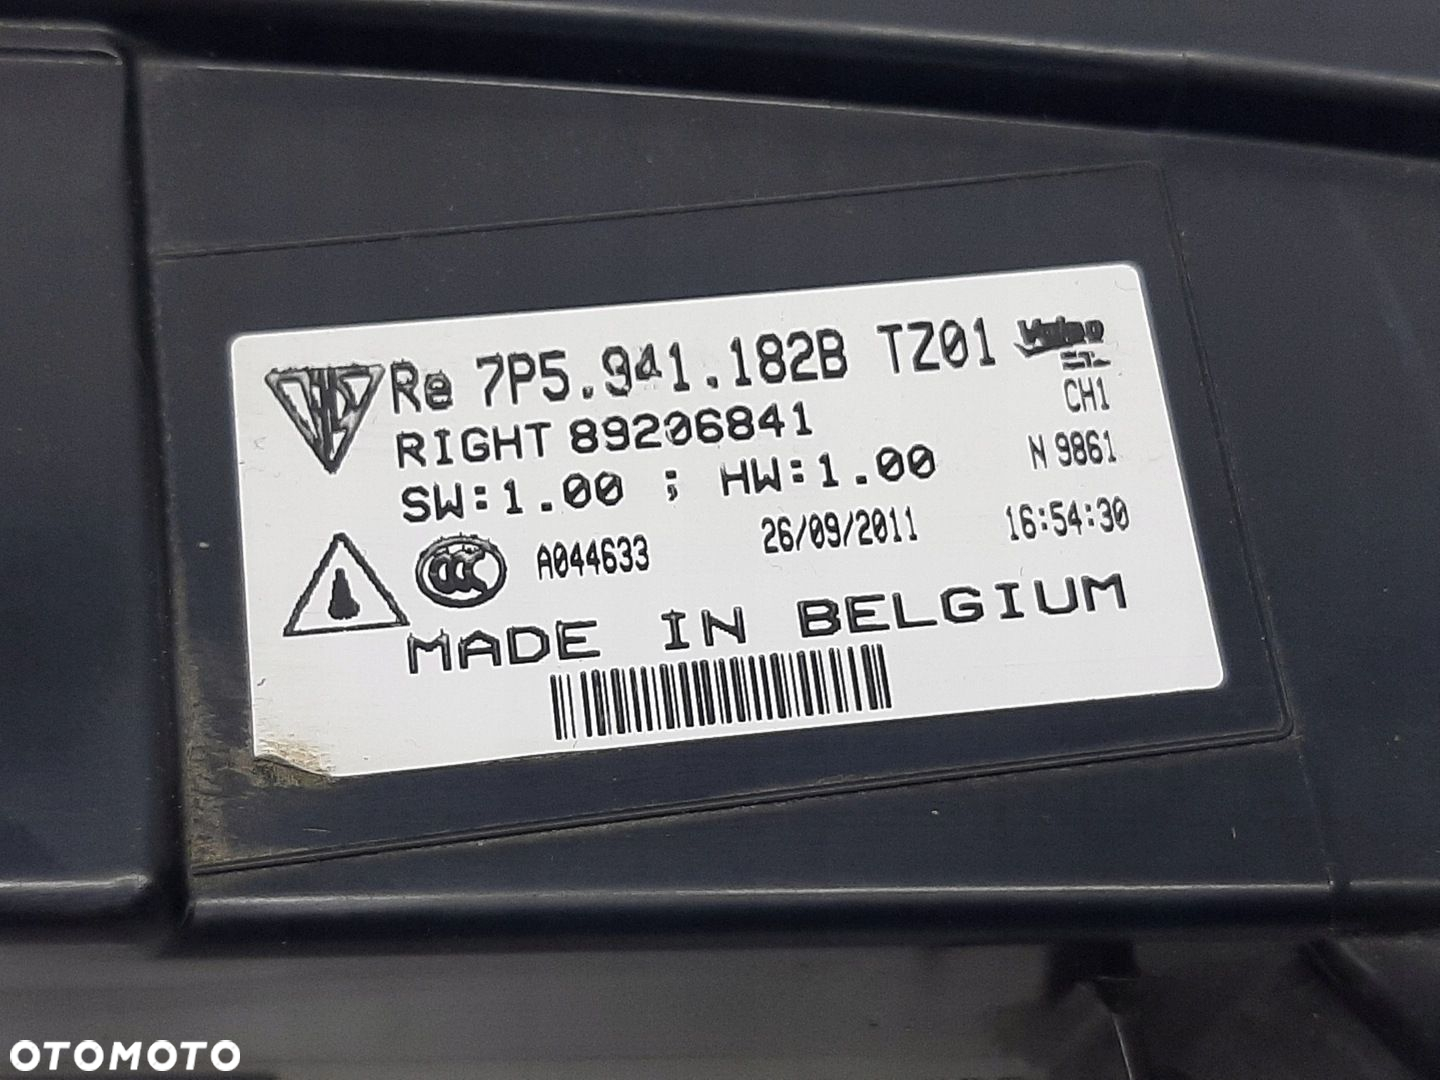 Re 7P5.941.182B TZ01 Valeo
CH1
RIGHT 89206841
N 9861
SW:1.00 ; HW:1.00
A044633 26/09/2011 16:54:30
MADE IN BELGIUM
OTOMOTO